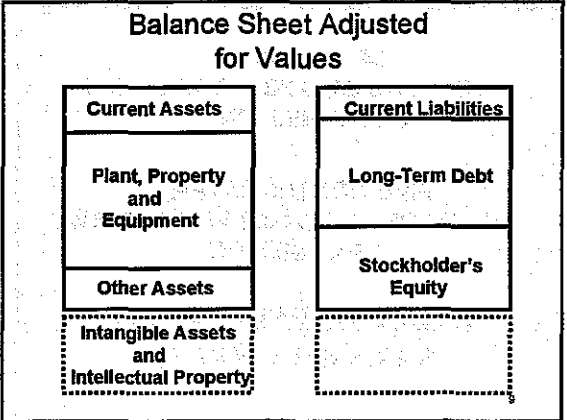 Balance Sheet Adjusted
for Values
Current Assets
Plant, Property
and
Equipment
Other Assets
Intangible Assets
and
Intellectual Property
Current Liabilities
Long-Term Debt
Stockholder's
Equity
9